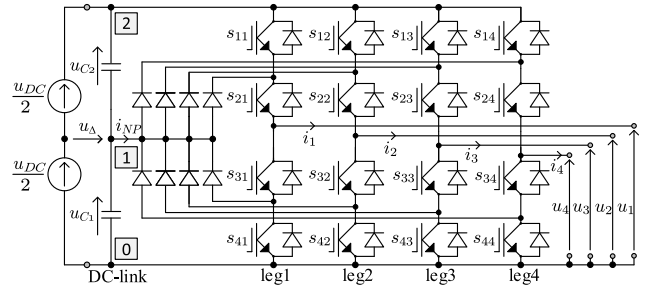 2
s11 s12 s13 s14
uC2
uDC/2
s21 s22 s23 s24
uΔ iNP
1
i1 i2 i3 i4
uDC/2
s31 s32 s33 s34
u4 u3 u2 u1
uC1
0
s41 s42 s43 s44
DC-link leg1 leg2 leg3 leg4